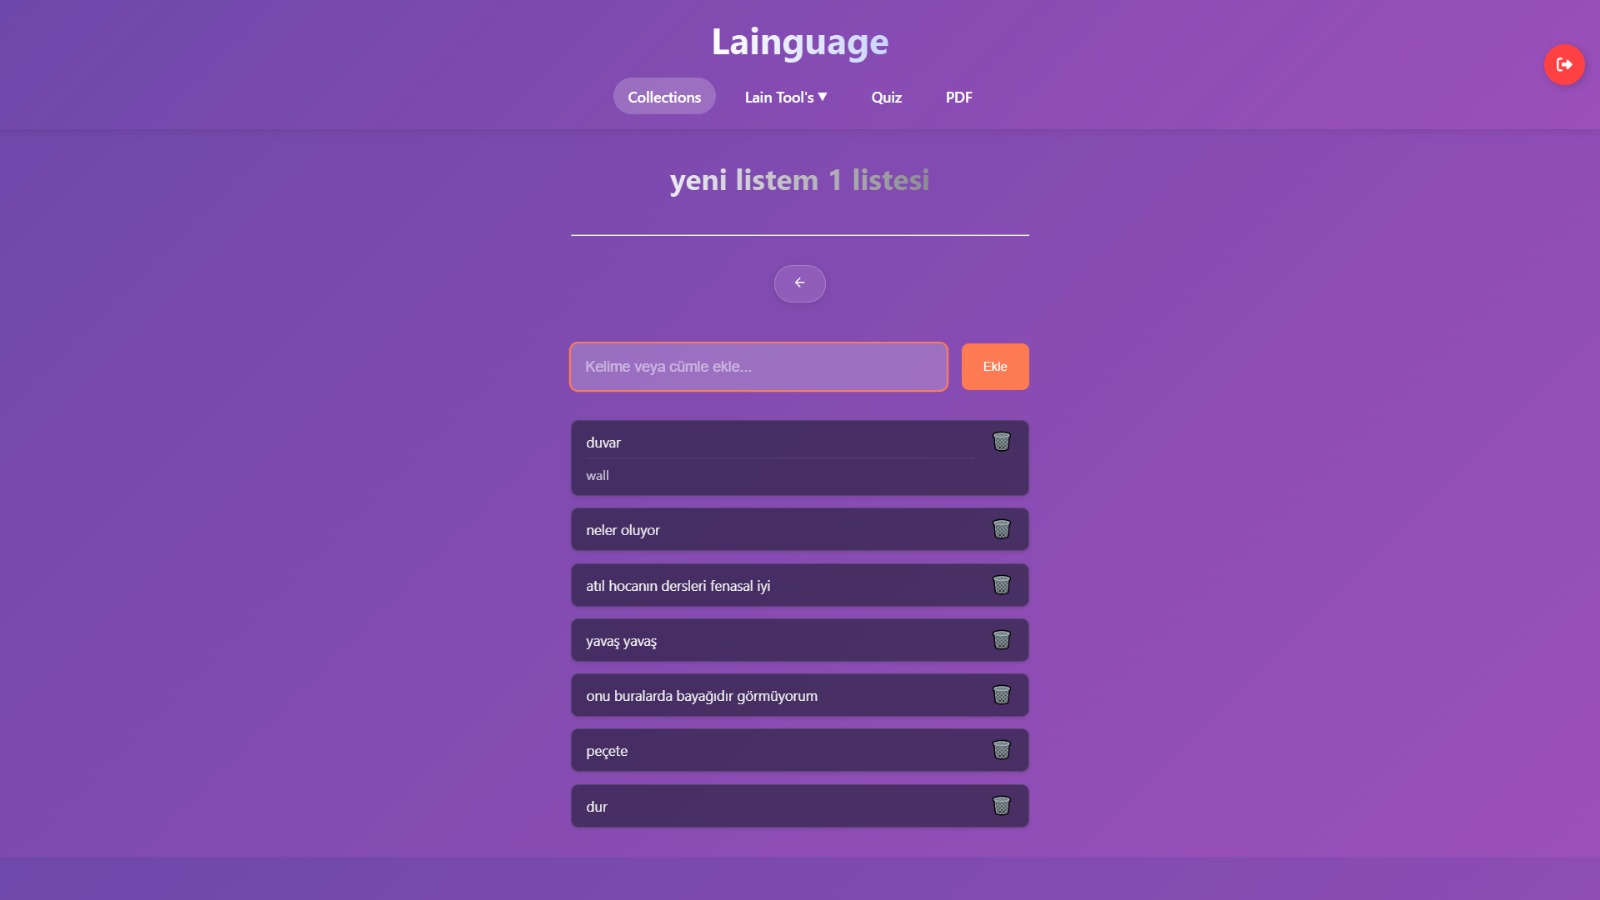 Lainguage
Collections
Lain Tool's ▼
Quiz
PDF
yeni listem 1 listesi
←
Kelime veya cümle ekle...
Ekle
duvar
wall
neler oluyor
atıl hocanın dersleri fenasal iyi
yavaş yavaş
onu buralarda bayağıdır görmüyorum
peçete
dur